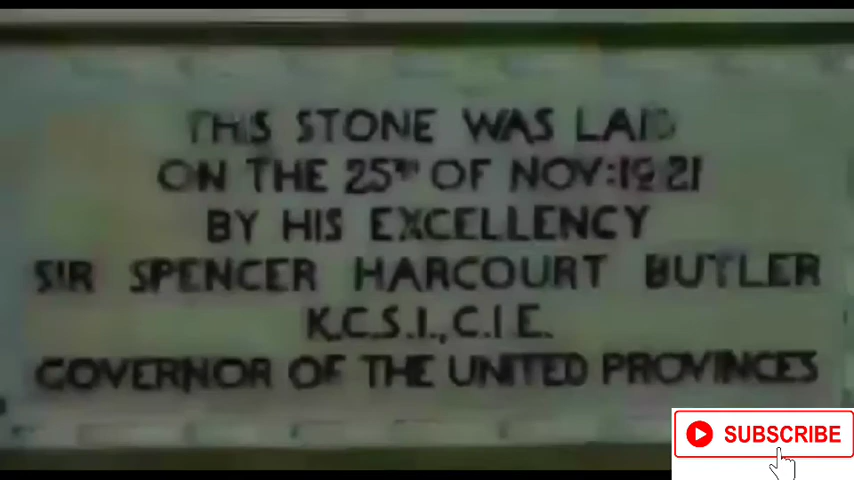 THIS STONE WAS LAID
ON THE 25TH OF NOV:1921
BY HIS EXCELLENCY
SIR SPENCER HARCOURT BUTLER
K.C.S.I., C.I E.
GOVERNOR OF THE UNITED PROVINCES
SUBSCRIBE